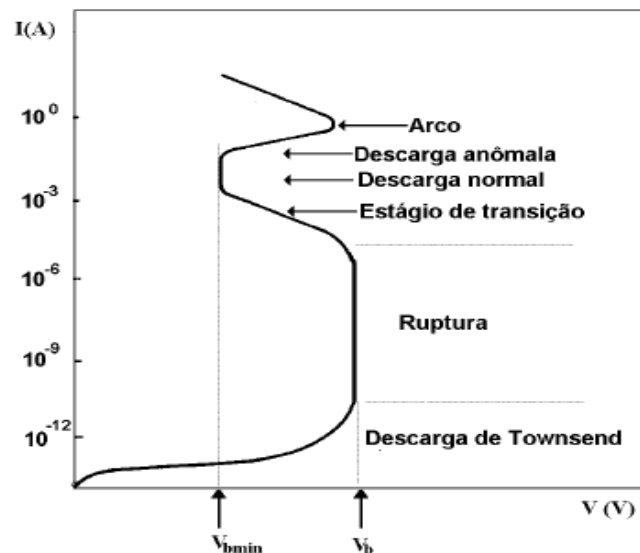 I(A)
10^0
Arco
Descarga anômala
10^-3
Descarga normal
Estágio de transição
10^-6
Ruptura
10^-9
10^-12
Descarga de Townsend
V (V)
V_bmin
V_b